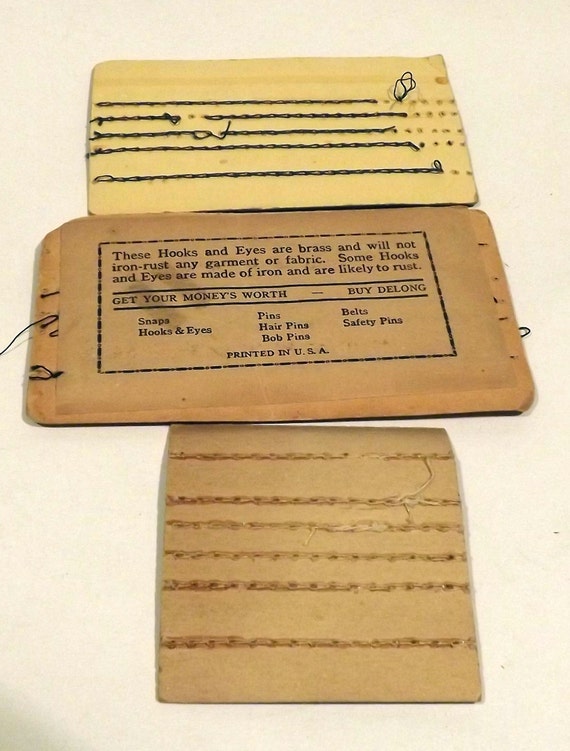 These Hooks and Eyes are brass and will not
iron-rust any garment or fabric. Some Hooks
and Eyes are made of iron and are likely to rust.
GET YOUR MONEY'S WORTH — BUY DELONG
Snaps Pins Belts
Hooks & Eyes Hair Pins Safety Pins
Bob Pins
PRINTED IN U. S. A.